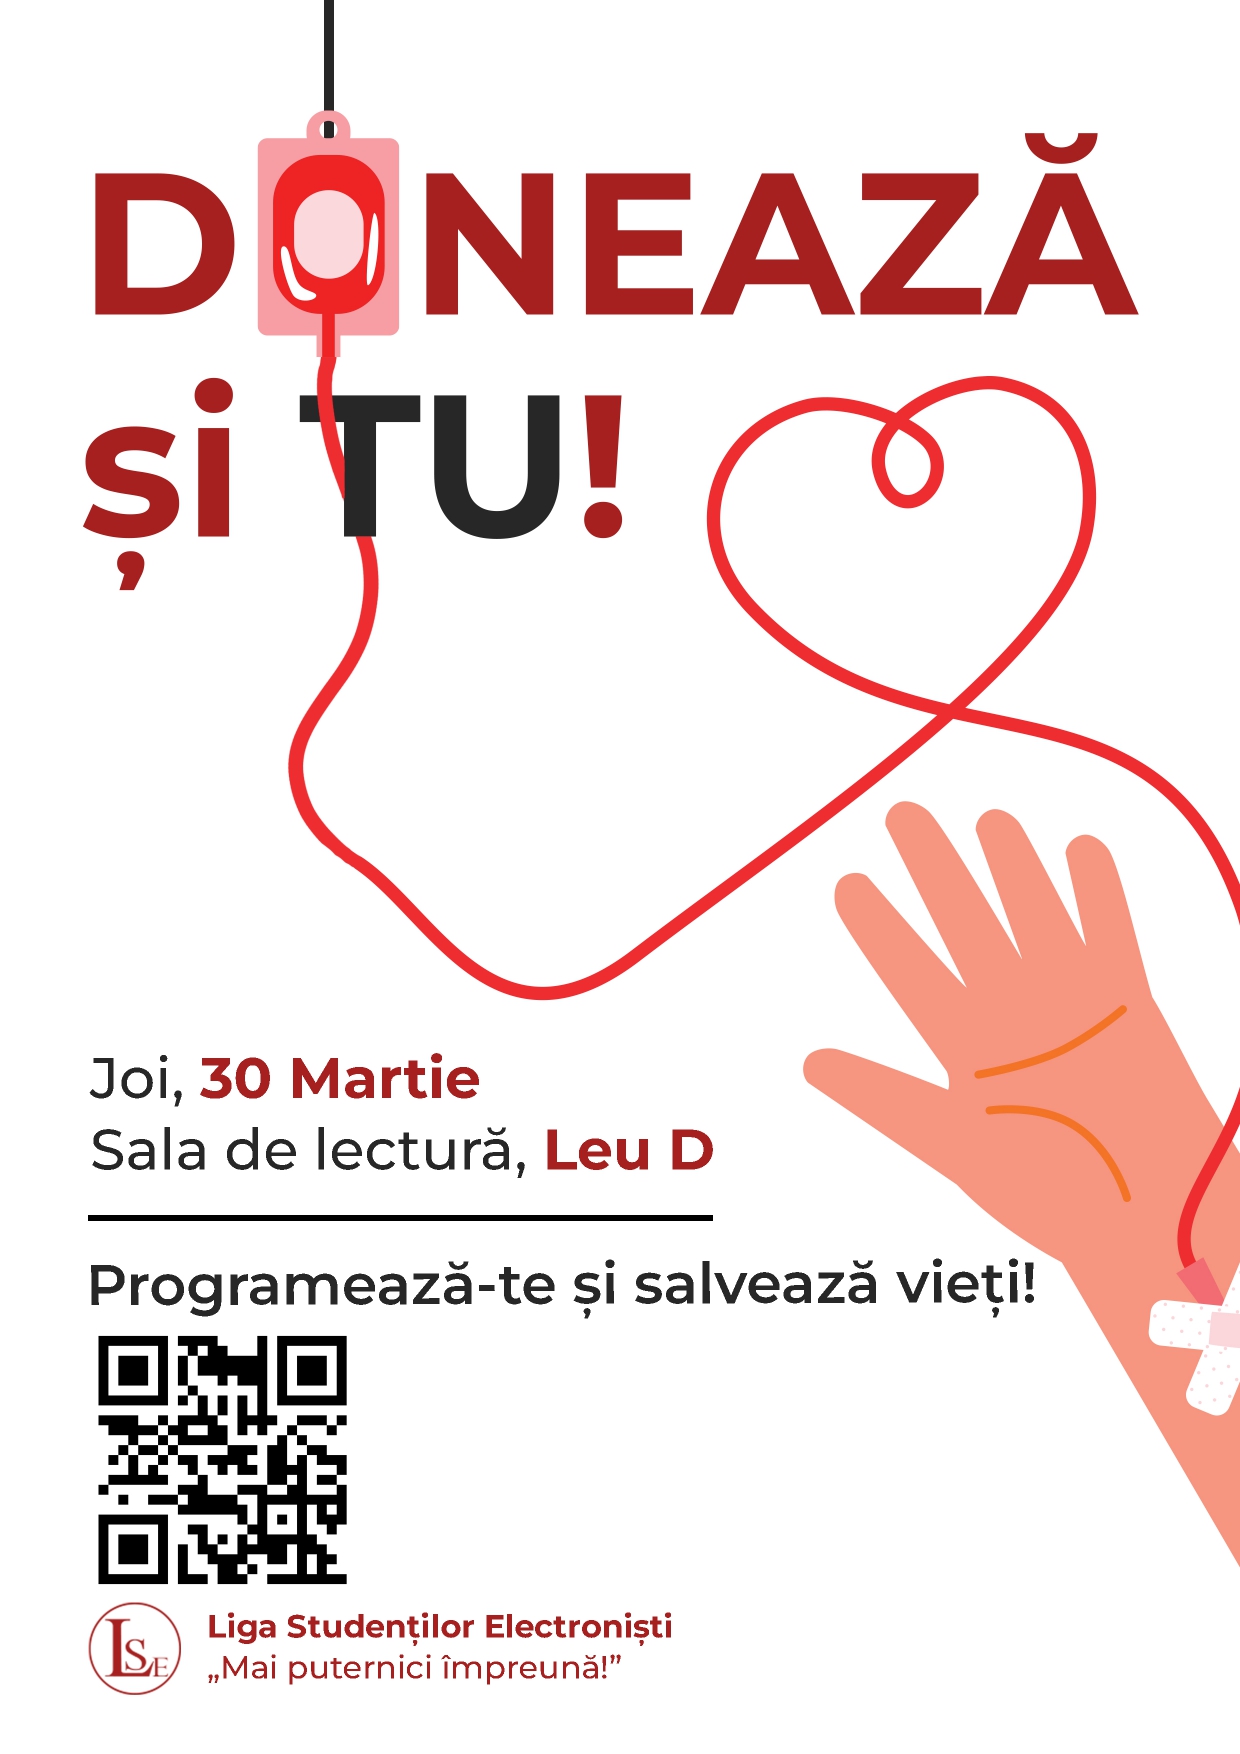 DONEAZĂ
și TU!
Joi, 30 Martie
Sala de lectură, Leu D
Programează-te și salvează vieți!
LSE
Liga Studenților Electroniști
„Mai puternici împreună!”